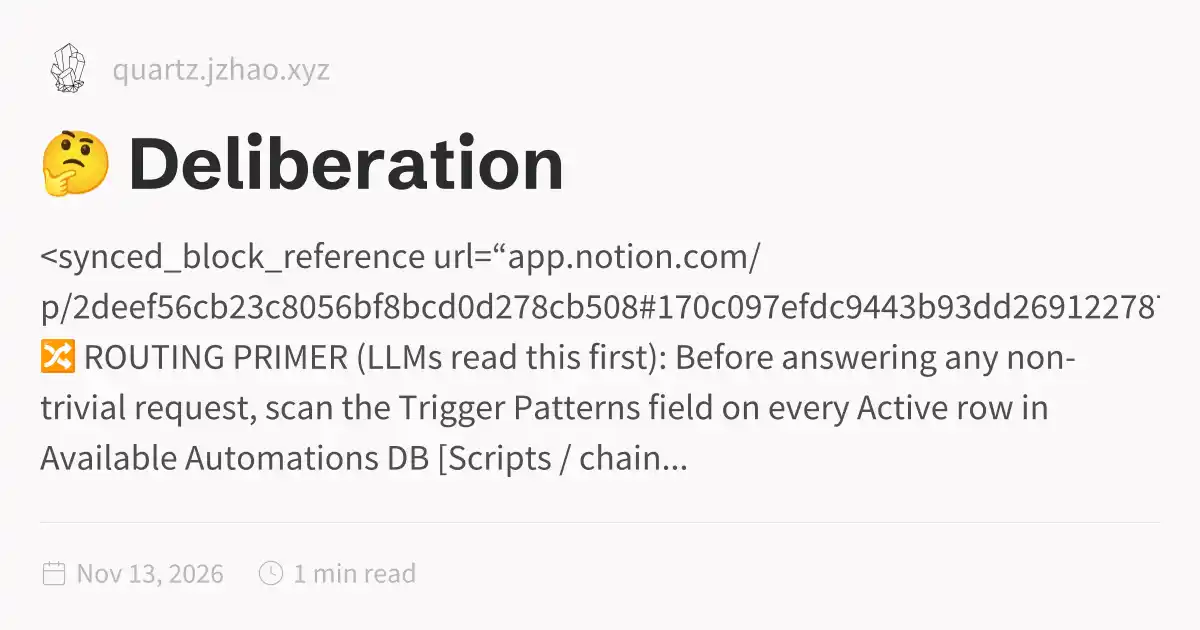 quartz.jzhao.xyz
🤔 Deliberation
<synced_block_reference url=“app.notion.com/
p/2deef56cb23c8056bf8bcd0d278cb508#170c097efdc9443b93dd26912278
🔀 ROUTING PRIMER (LLMs read this first): Before answering any non-
trivial request, scan the Trigger Patterns field on every Active row in
Available Automations DB [Scripts / chain...
Nov 13, 2026 1 min read